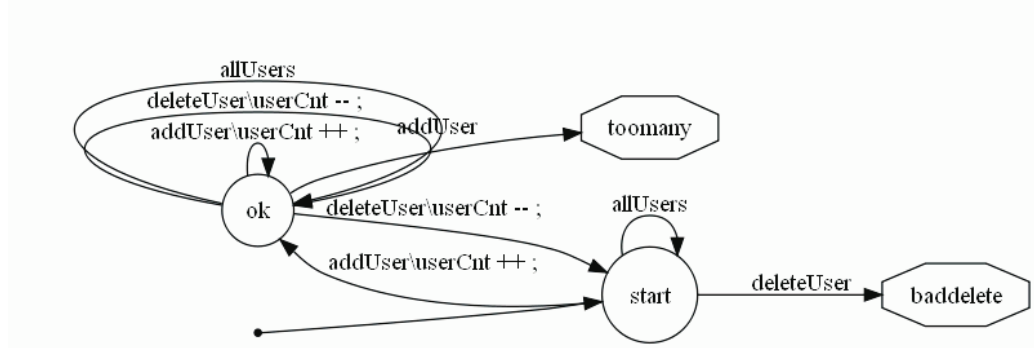 allUsers
deleteUser\userCnt -- ;
addUser\userCnt ++ ;
addUser
toomany
ok
deleteUser\userCnt -- ;
allUsers
addUser\userCnt ++ ;
start
deleteUser
baddelete